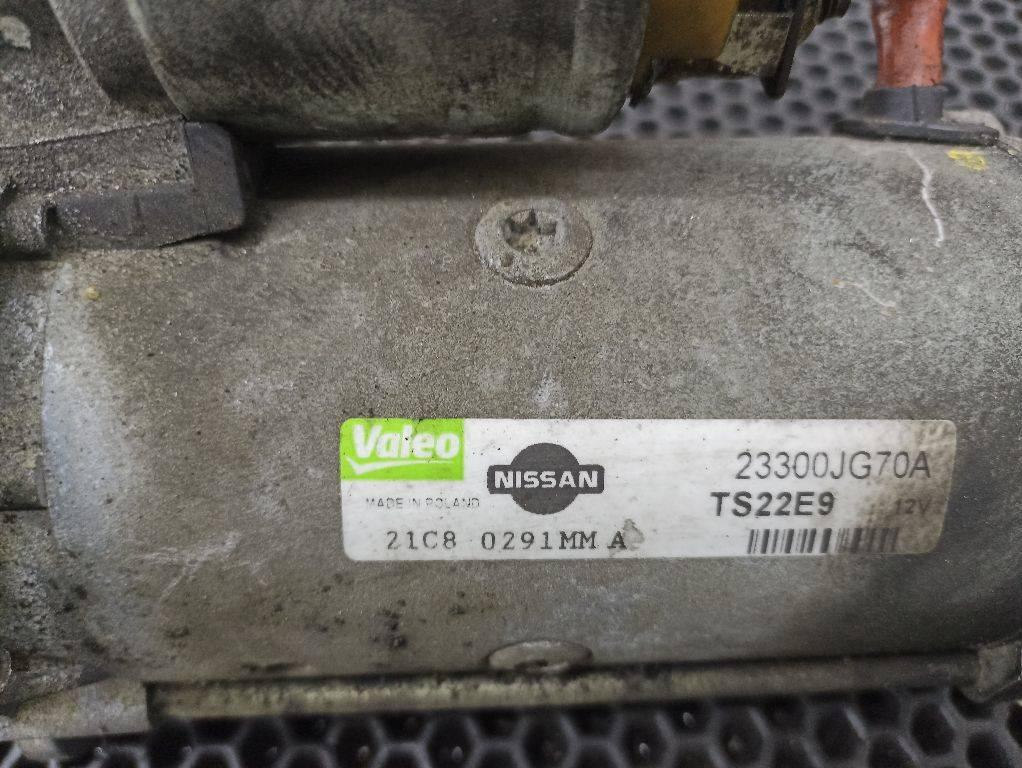 Valeo
MADE IN POLAND
NISSAN
23300JG70A
TS22E9 12V
21C8 0291MM A